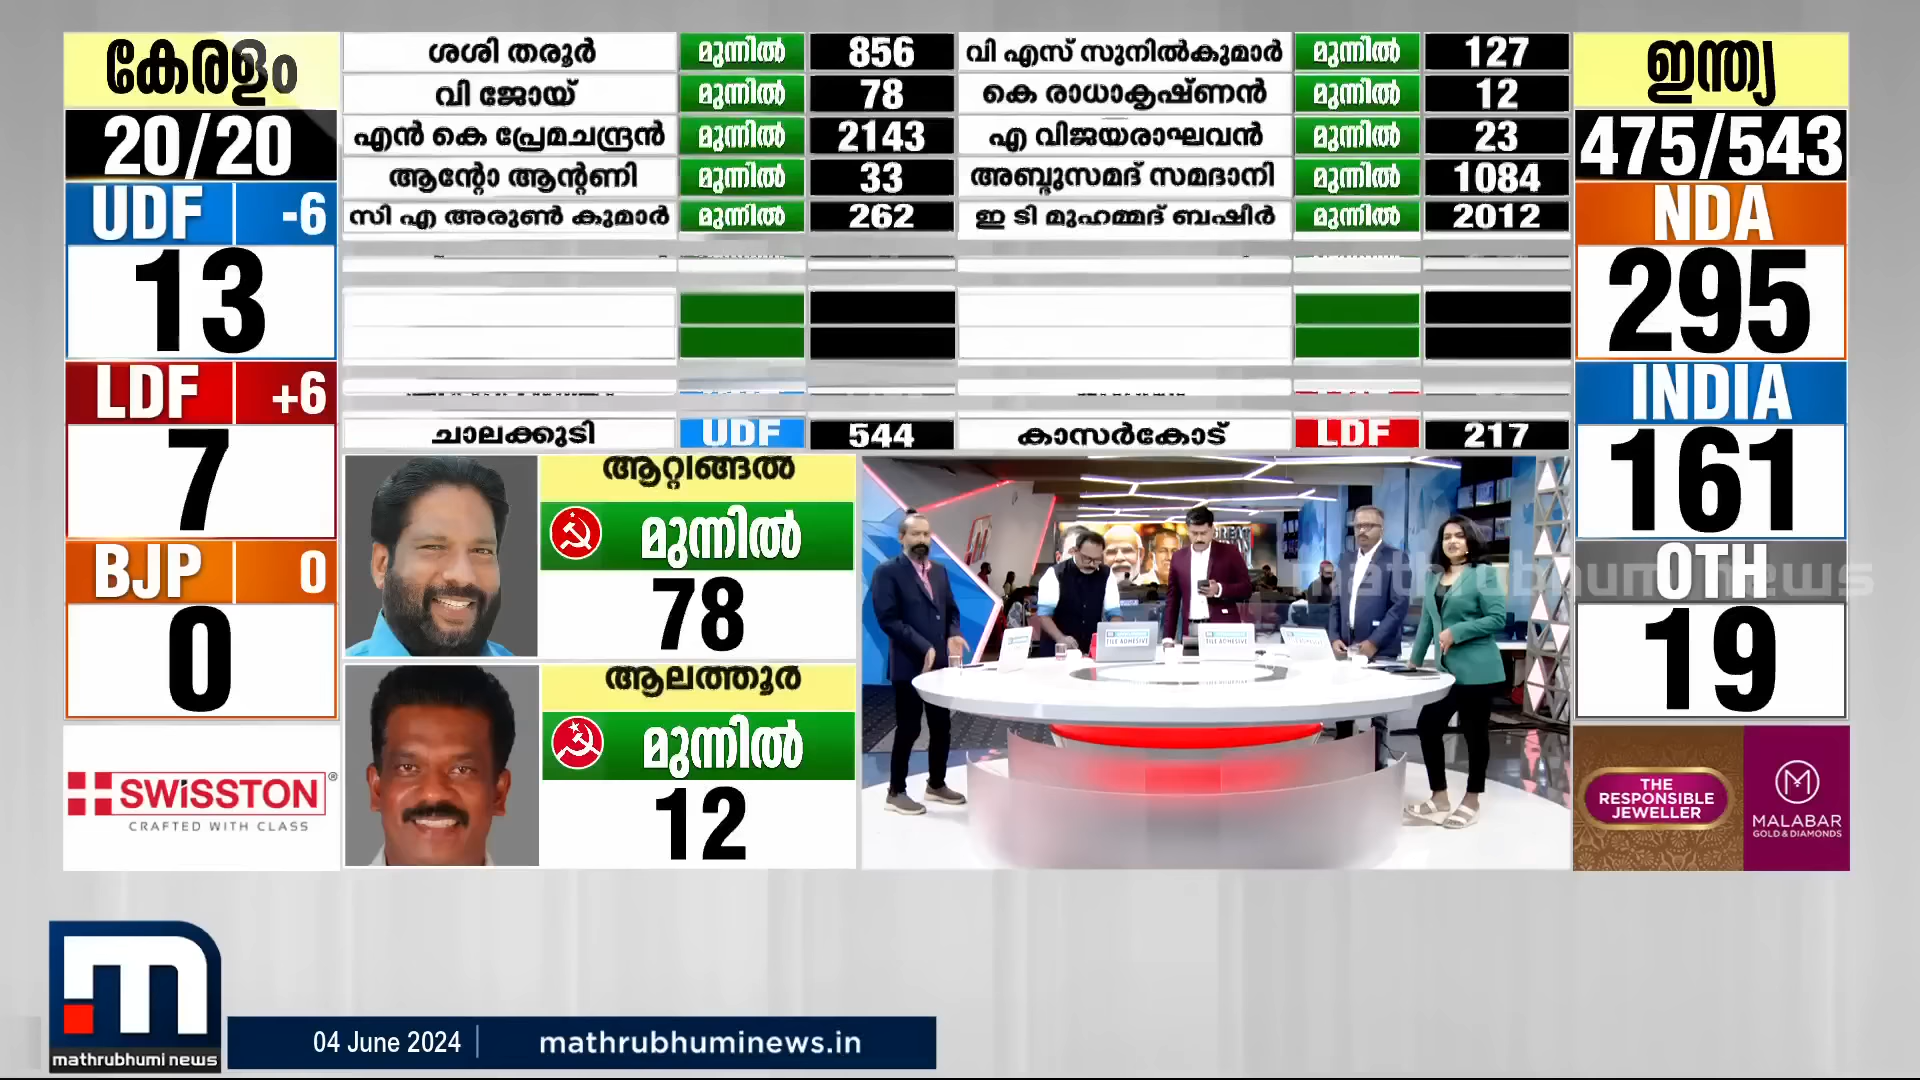 കേരളം
20/20
UDF -6
13
LDF +6
7
BJP 0
0
SWISSTON®
CRAFTED WITH CLASS
ശശി തരൂർ മുന്നിൽ 856
വി ജോയ് മുന്നിൽ 78
എൻ കെ പ്രേമചന്ദ്രൻ മുന്നിൽ 2143
ആന്റോ ആന്റണി മുന്നിൽ 33
സി എ അരുൺ കുമാർ മുന്നിൽ 262
വി എസ് സുനിൽകുമാർ മുന്നിൽ 127
കെ രാധാകൃഷ്ണൻ മുന്നിൽ 12
എ വിജയരാഘവൻ മുന്നിൽ 23
അബ്ദുസമദ് സമദാനി മുന്നിൽ 1084
ഇ ടി മുഹമ്മദ് ബഷീർ മുന്നിൽ 2012
ചാലക്കുടി UDF 544
കാസർകോട് LDF 217
ആറ്റിങ്ങൽ
മുന്നിൽ
78
ആലത്തൂർ
മുന്നിൽ
12
ഇന്ത്യ
475/543
NDA
295
INDIA
161
OTH
19
mathrubhumi news
THE
RESPONSIBLE
JEWELLER
MALABAR
GOLD & DIAMONDS
mathrubhumi news
04 June 2024
mathrubhuminews.in